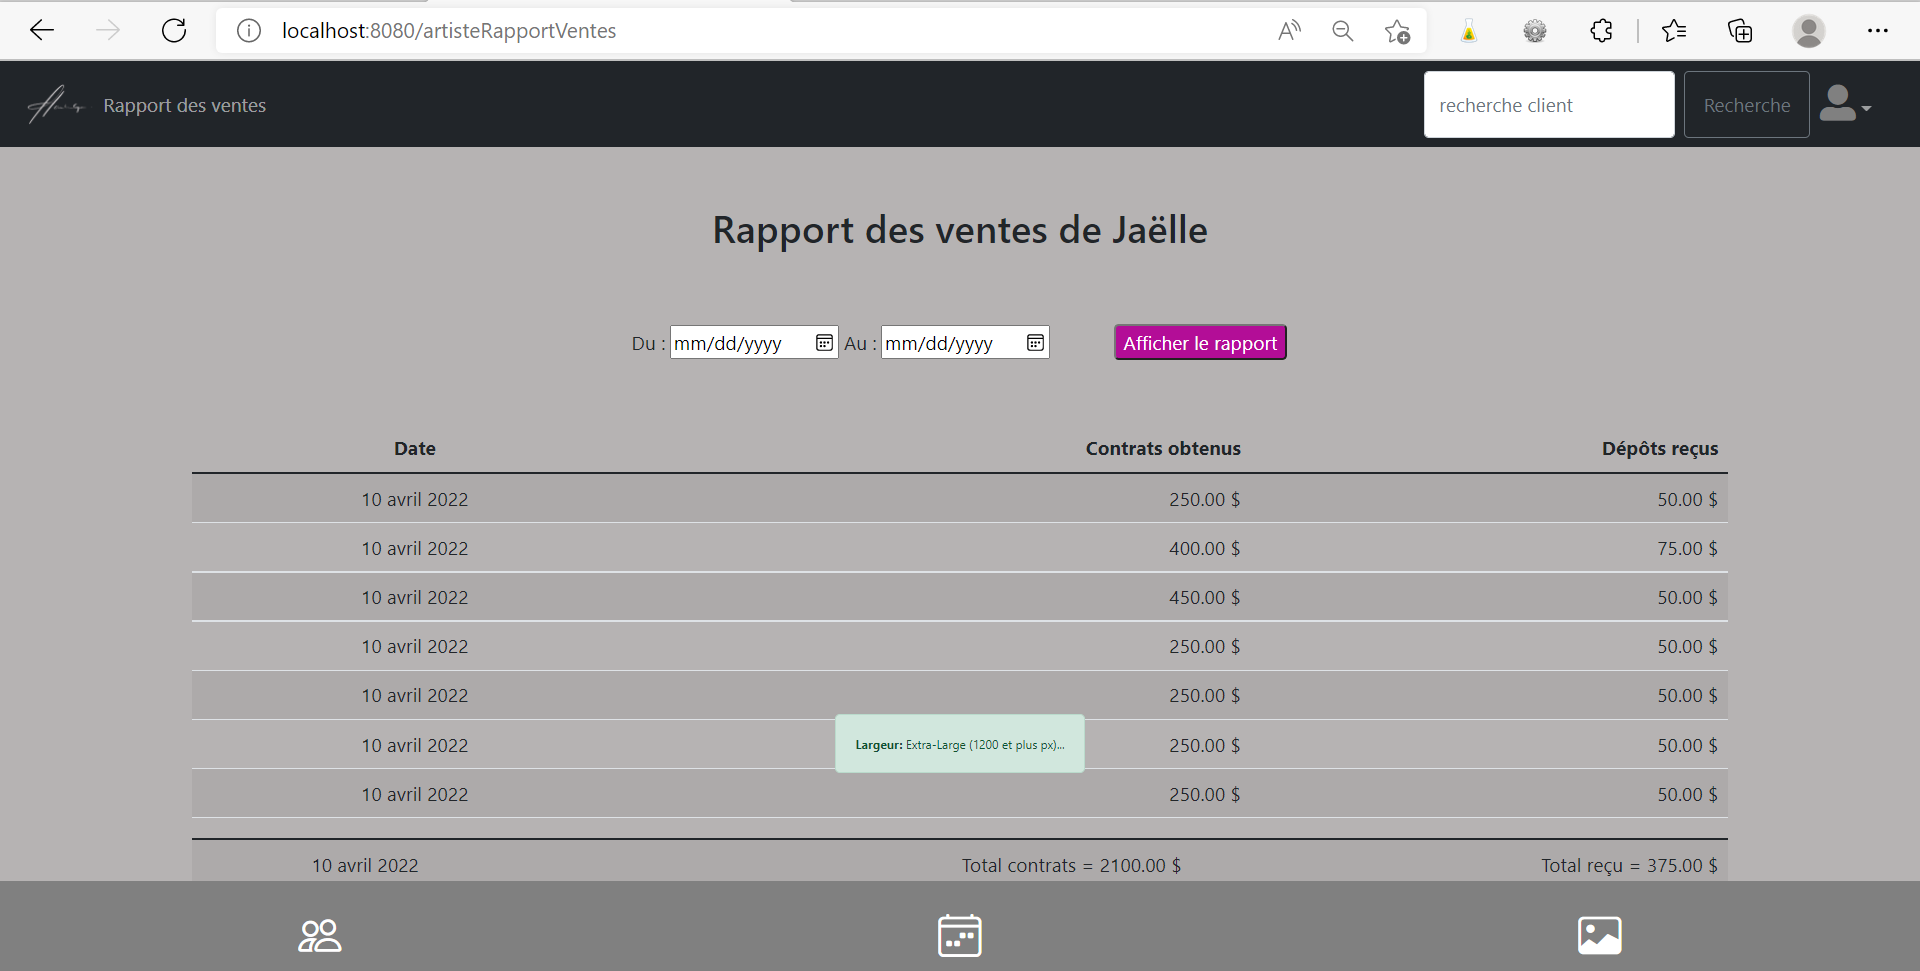 localhost:8080/artisteRapportVentes
Rapport des ventes
recherche client
Recherche
Rapport des ventes de Jaëlle
Du : mm/dd/yyyy Au : mm/dd/yyyy Afficher le rapport
Date Contrats obtenus Dépôts reçus
10 avril 2022 250.00 $ 50.00 $
10 avril 2022 400.00 $ 75.00 $
10 avril 2022 450.00 $ 50.00 $
10 avril 2022 250.00 $ 50.00 $
10 avril 2022 250.00 $ 50.00 $
10 avril 2022 250.00 $ 50.00 $
Largeur: Extra-Large (1200 et plus px)...
10 avril 2022 250.00 $ 50.00 $
10 avril 2022 Total contrats = 2100.00 $ Total reçu = 375.00 $